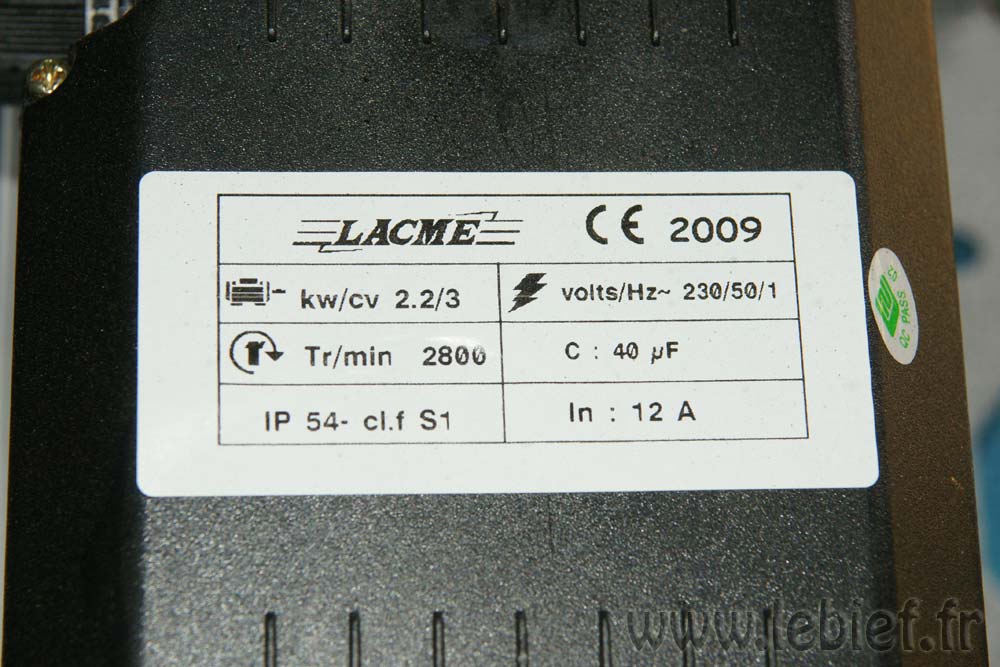 LACME CE 2009
kw/cv 2.2/3 volts/Hz~ 230/50/1
Tr/min 2800 C : 40 µF
IP 54- cl.f S1 In : 12 A
QC PASS
www.lebief.fr